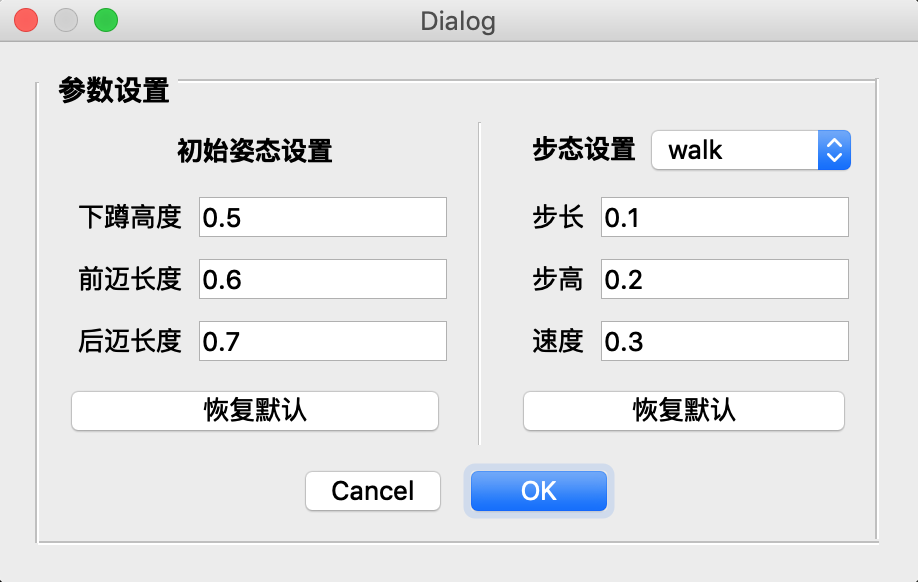 Dialog
参数设置
初始姿态设置
下蹲高度 0.5
前迈长度 0.6
后迈长度 0.7
恢复默认
步态设置 walk
步长 0.1
步高 0.2
速度 0.3
恢复默认
Cancel OK